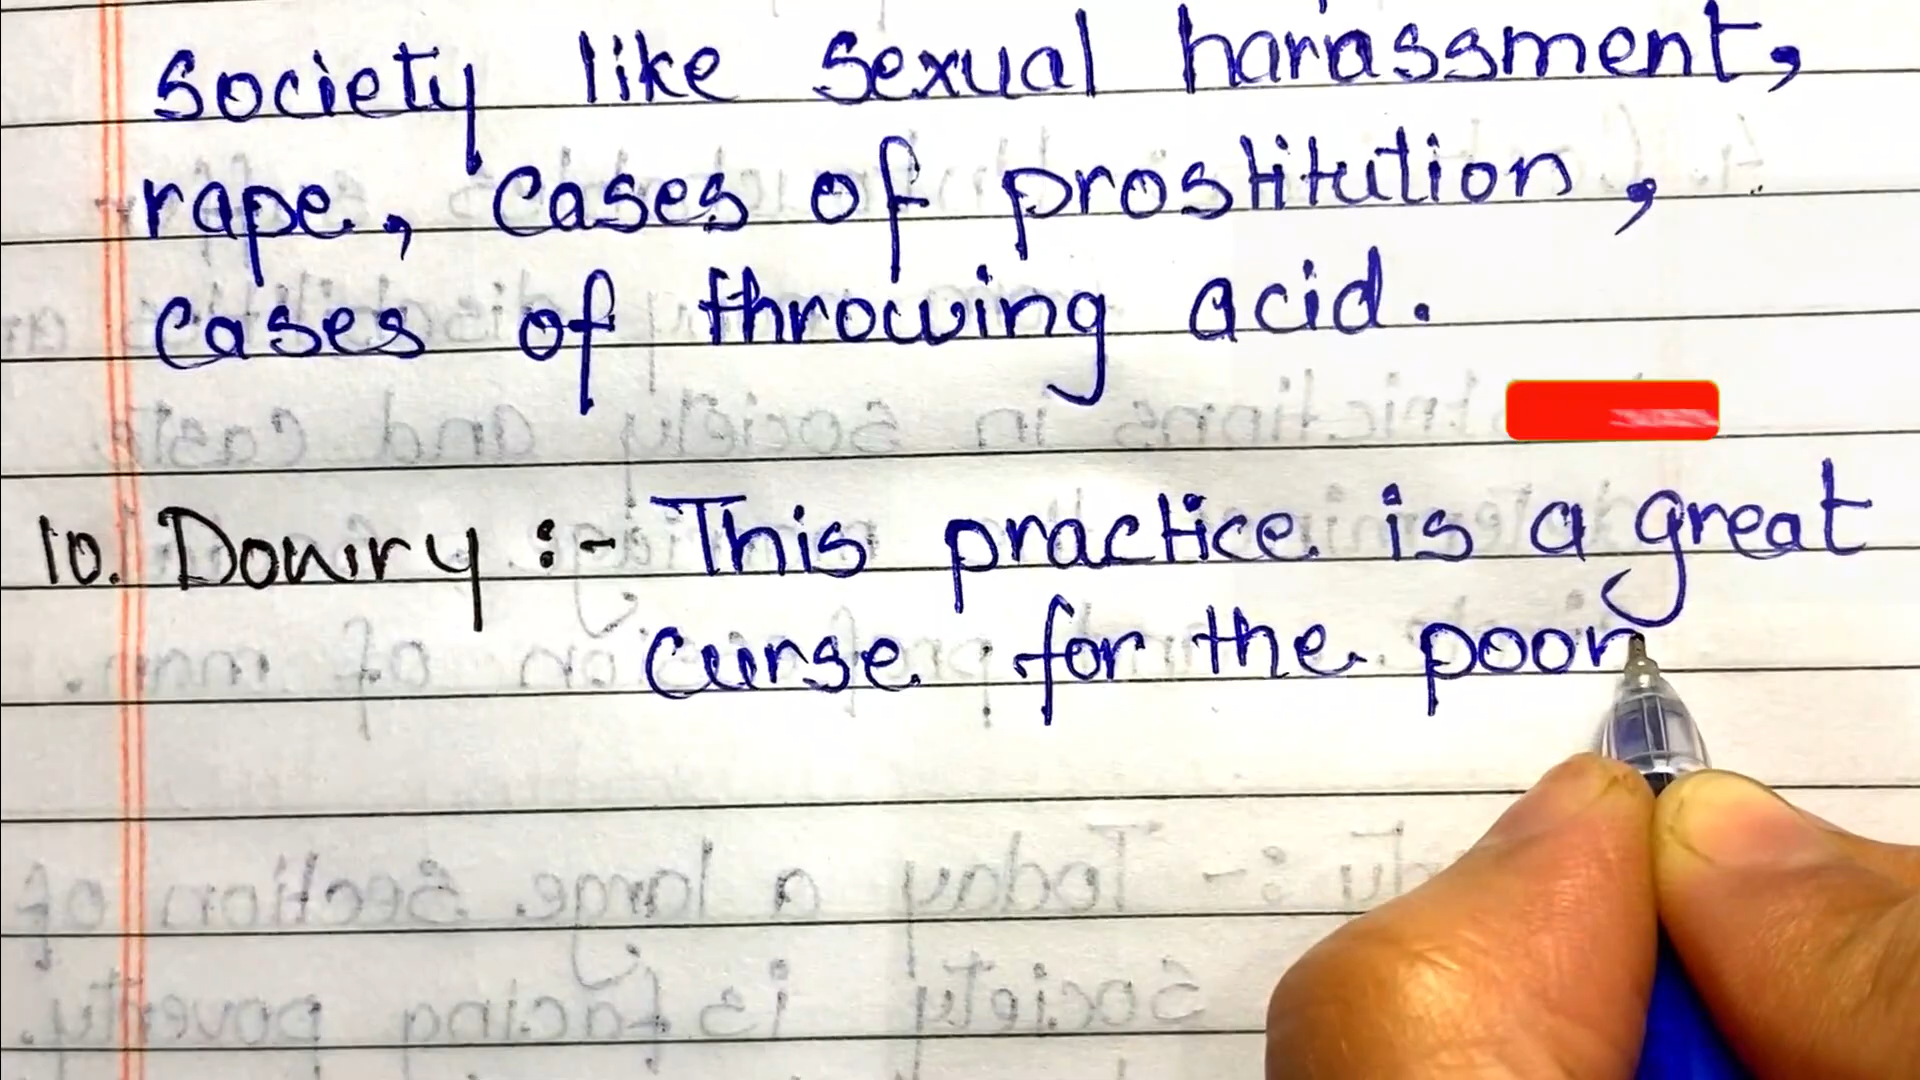 society like sexual harassment,
rape, cases of prostitution,
cases of throwing acid.
10. Dowry :- This practice is a great
curse for the poor